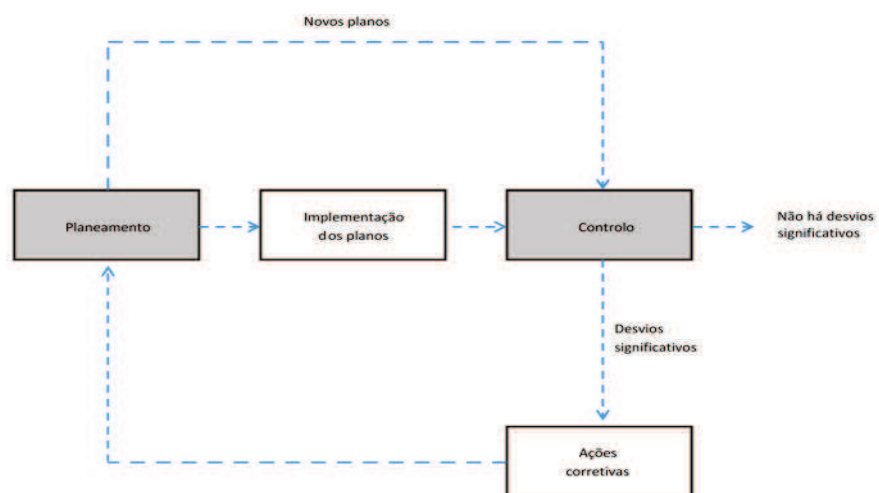 Novos planos
Planeamento
Implementação
dos planos
Controlo
Não há desvios
significativos
Desvios
significativos
Ações
corretivas